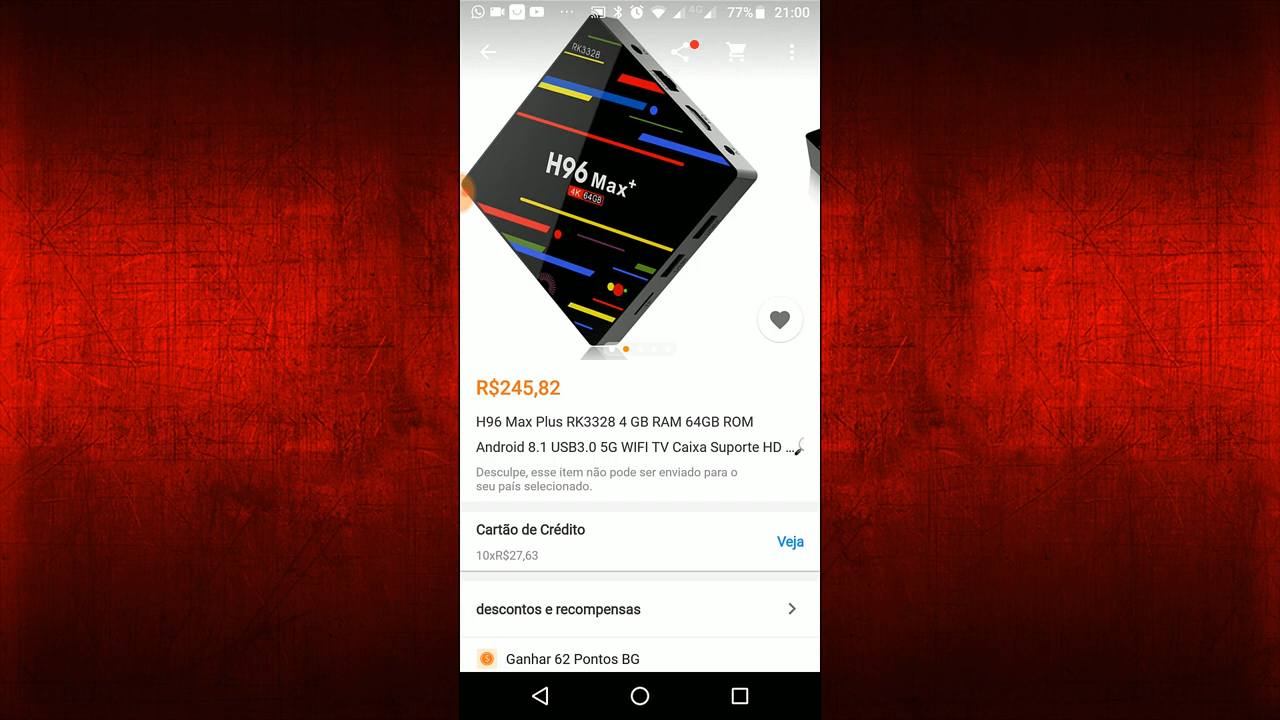 4G 77% 21:00
RK3328
H96 Max+
4K 64GB
R$245,82
H96 Max Plus RK3328 4 GB RAM 64GB ROM
Android 8.1 USB3.0 5G WIFI TV Caixa Suporte HD ...
Desculpe, esse item não pode ser enviado para o
seu país selecionado.
Cartão de Crédito
Veja
10xR$27,63
descontos e recompensas
Ganhar 62 Pontos BG